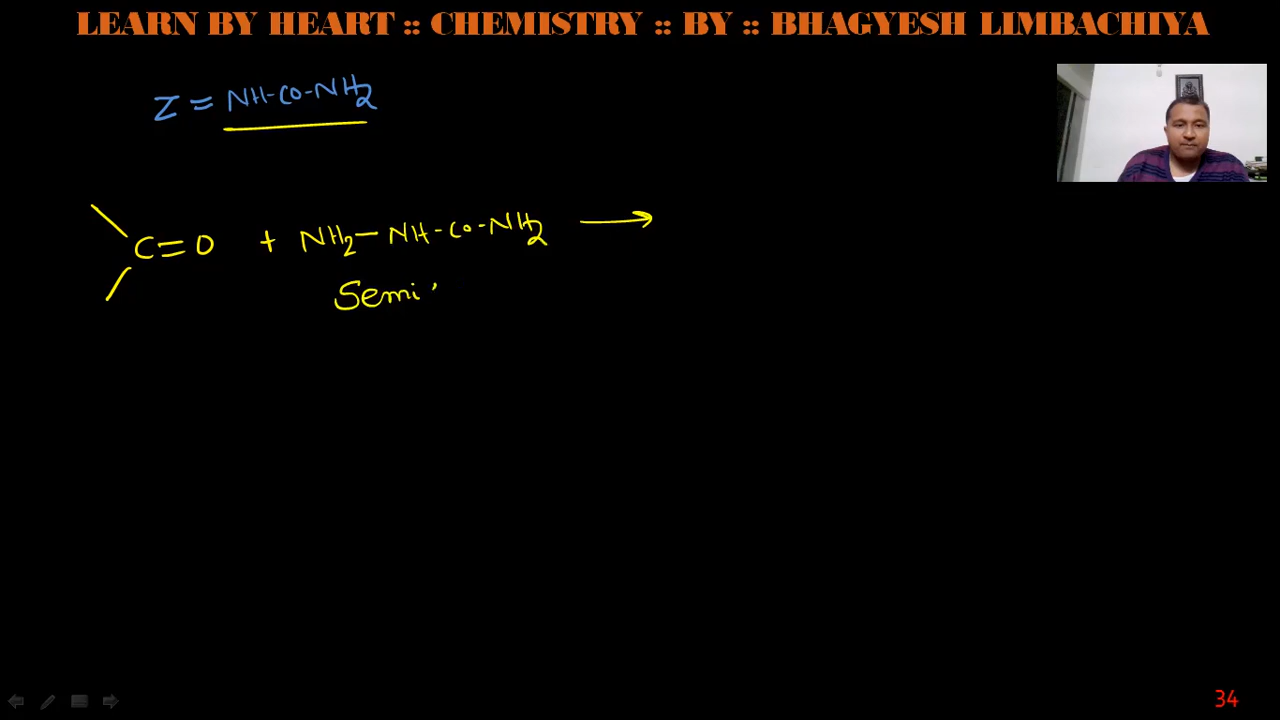 LEARN BY HEART :: CHEMISTRY :: BY :: BHAGYESH LIMBACHIYA
Z = NH-CO-NH2
C=O + NH2-NH-CO-NH2 →
Semi
34